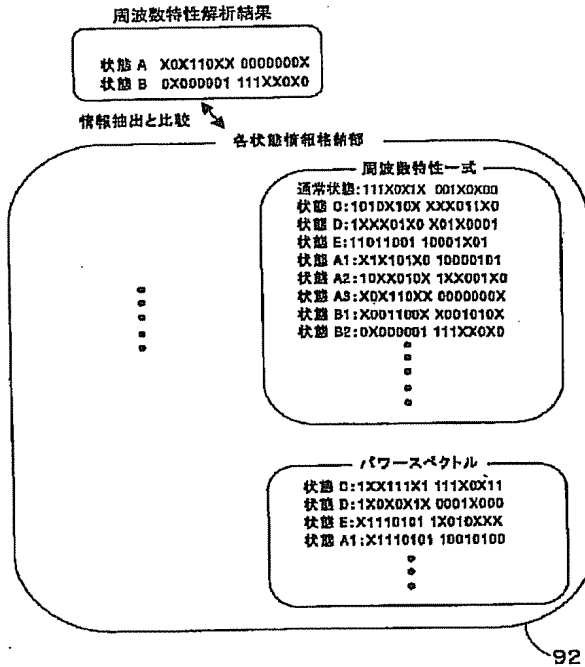 周波数特性解析結果
状態 A X0X110XX 0000000X
状態 B 0X000001 111XX0X0
情報抽出と比較
各状態情報格納部
周波数特性一式
通常状態:111X0X1X 001X0X00
状態 C:1010X10X XXX011X0
状態 D:1XXX01X0 X01X0001
状態 E:11011001 10001X01
状態 A1:X1X101X0 10000101
状態 A2:10XX010X 1XX001X0
状態 A3:X0X110XX 0000000X
状態 B1:X001100X X001010X
状態 B2:0X000001 111XX0X0
パワースペクトル
状態 C:1XX111X1 111X0X11
状態 D:1X0X0X1X 0001X000
状態 E:X1110101 1X010XXX
状態 A1:X1110101 10010100
92